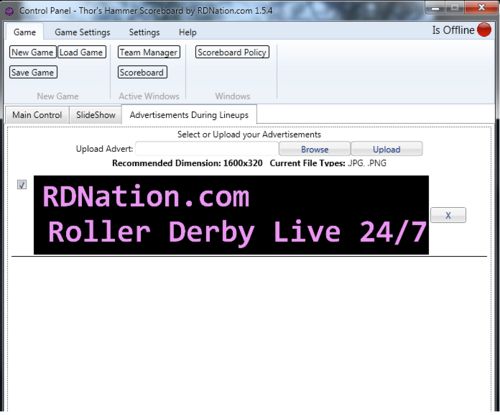 Control Panel - Thor's Hammer Scoreboard by RDNation.com 1.5.4
Game Game Settings Settings Help Is Offline
New Game Load Game Team Manager Scoreboard Policy
Save Game Scoreboard
New Game Active Windows Windows
Main Control SlideShow Advertisements During Lineups
Select or Upload your Advertisements
Upload Advert: Browse Upload
Recommended Dimension: 1600x320 Current File Types: .JPG. .PNG
RDNation.com
Roller Derby Live 24/7
X